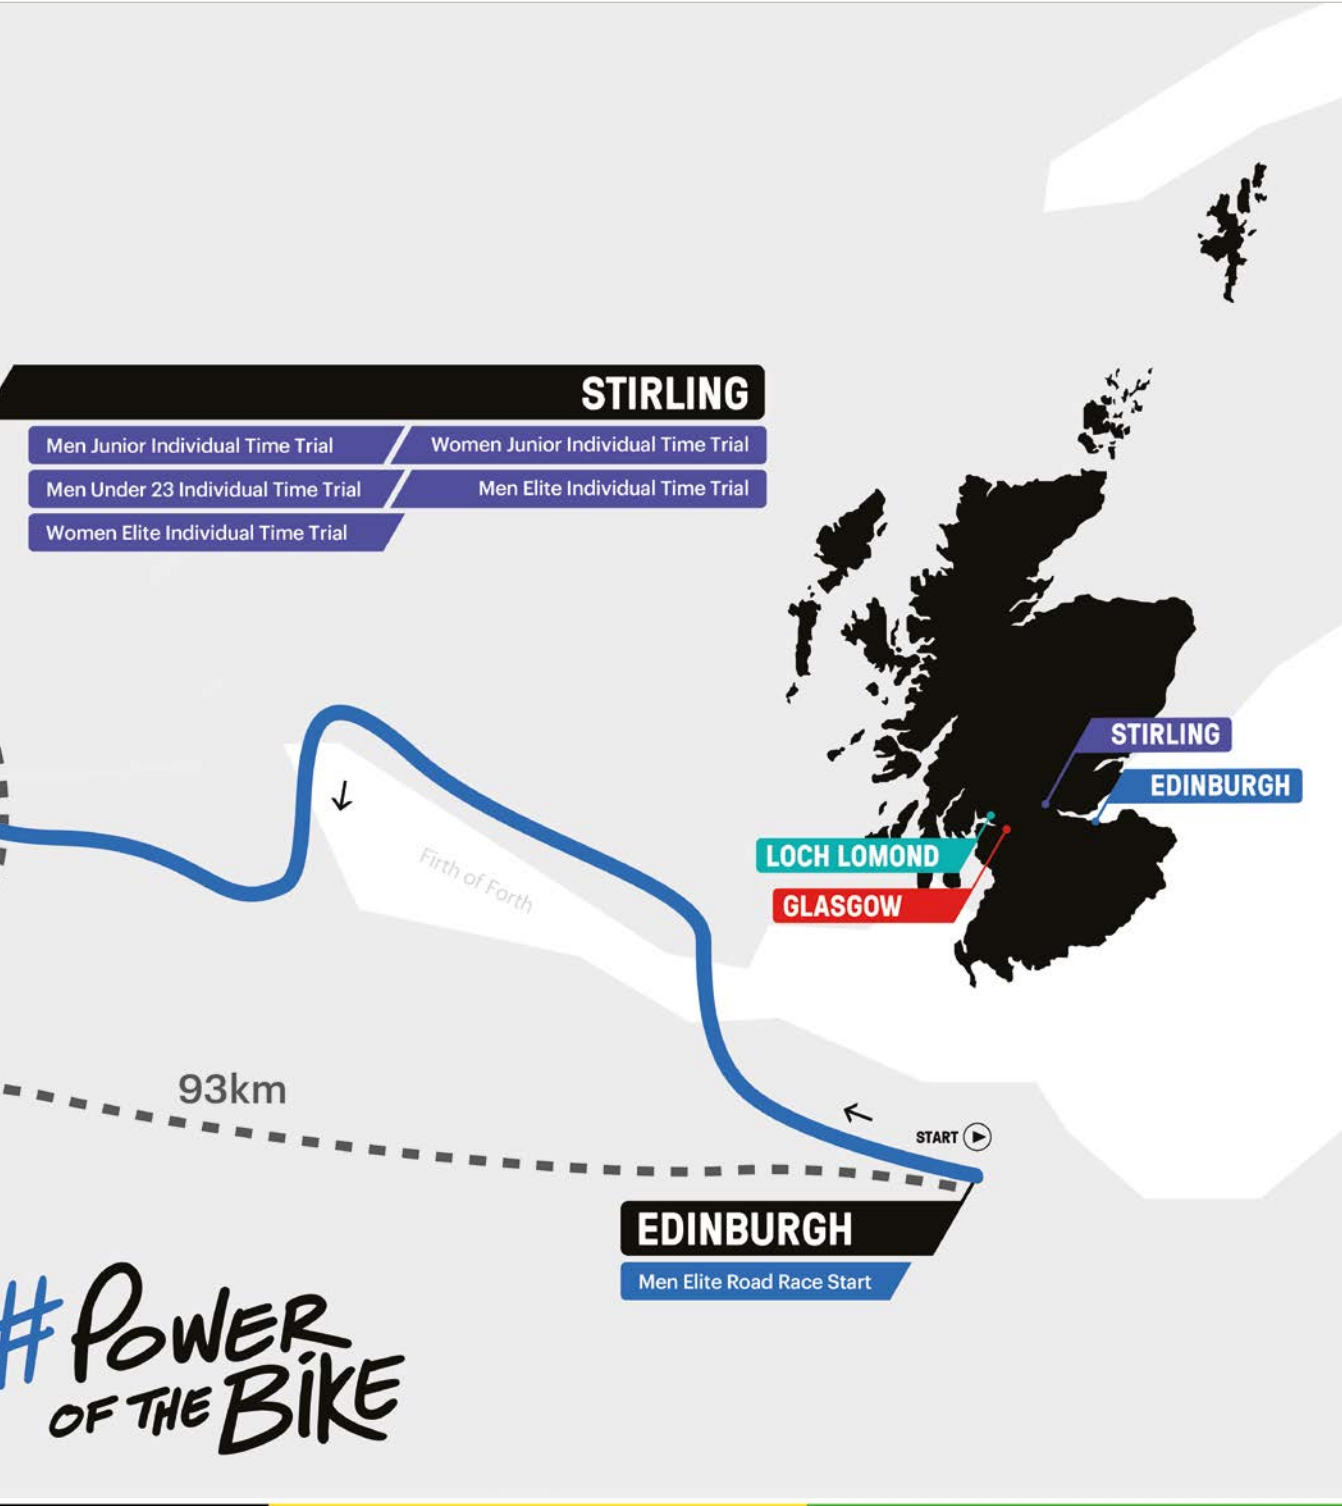 STIRLING
Men Junior Individual Time Trial
Women Junior Individual Time Trial
Men Under 23 Individual Time Trial
Men Elite Individual Time Trial
Women Elite Individual Time Trial
STIRLING
EDINBURGH
LOCH LOMOND
GLASGOW
Firth of Forth
93km
START
EDINBURGH
Men Elite Road Race Start
#POWER
OF THE BIKE